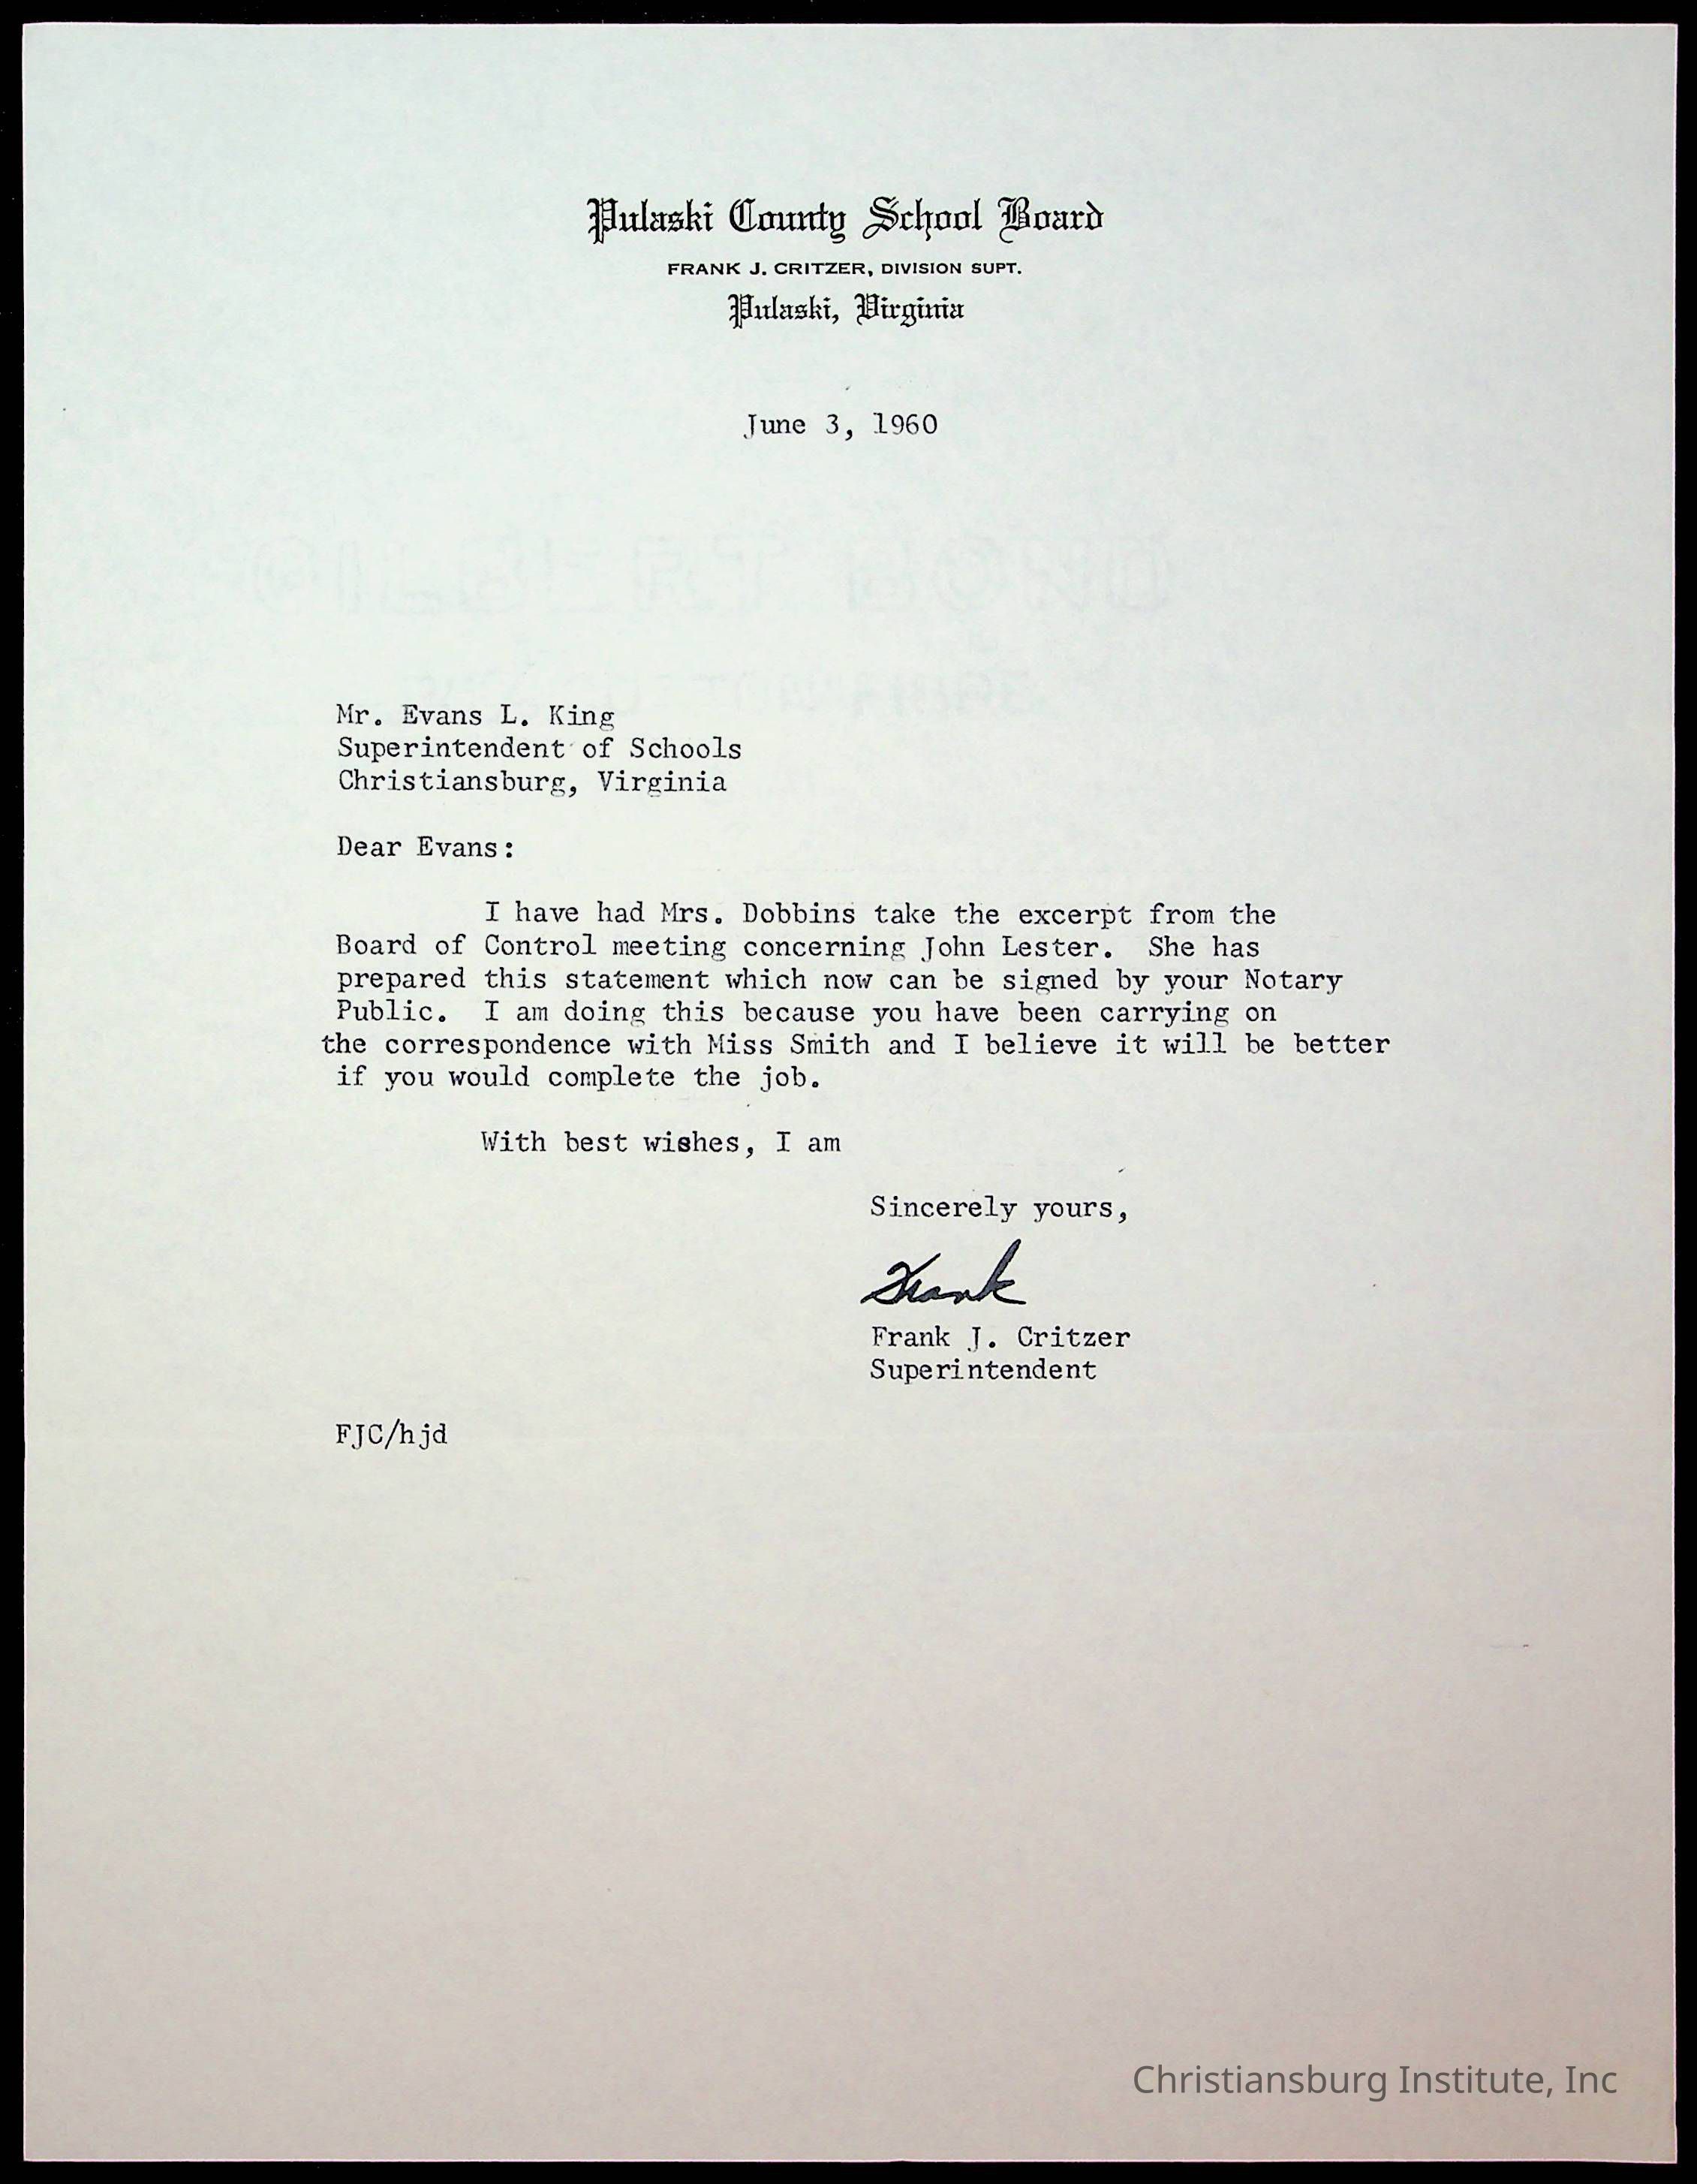 Pulaski County School Board
FRANK J. CRITZER, DIVISION SUPT.
Pulaski, Virginia
June 3, 1960
Mr. Evans L. King
Superintendent of Schools
Christiansburg, Virginia
Dear Evans:
I have had Mrs. Dobbins take the excerpt from the
Board of Control meeting concerning John Lester. She has
prepared this statement which now can be signed by your Notary
Public. I am doing this because you have been carrying on
the correspondence with Miss Smith and I believe it will be better
if you would complete the job.
With best wishes, I am
Sincerely yours,
Frank
Frank J. Critzer
Superintendent
FJC/hjd
Christiansburg Institute, Inc